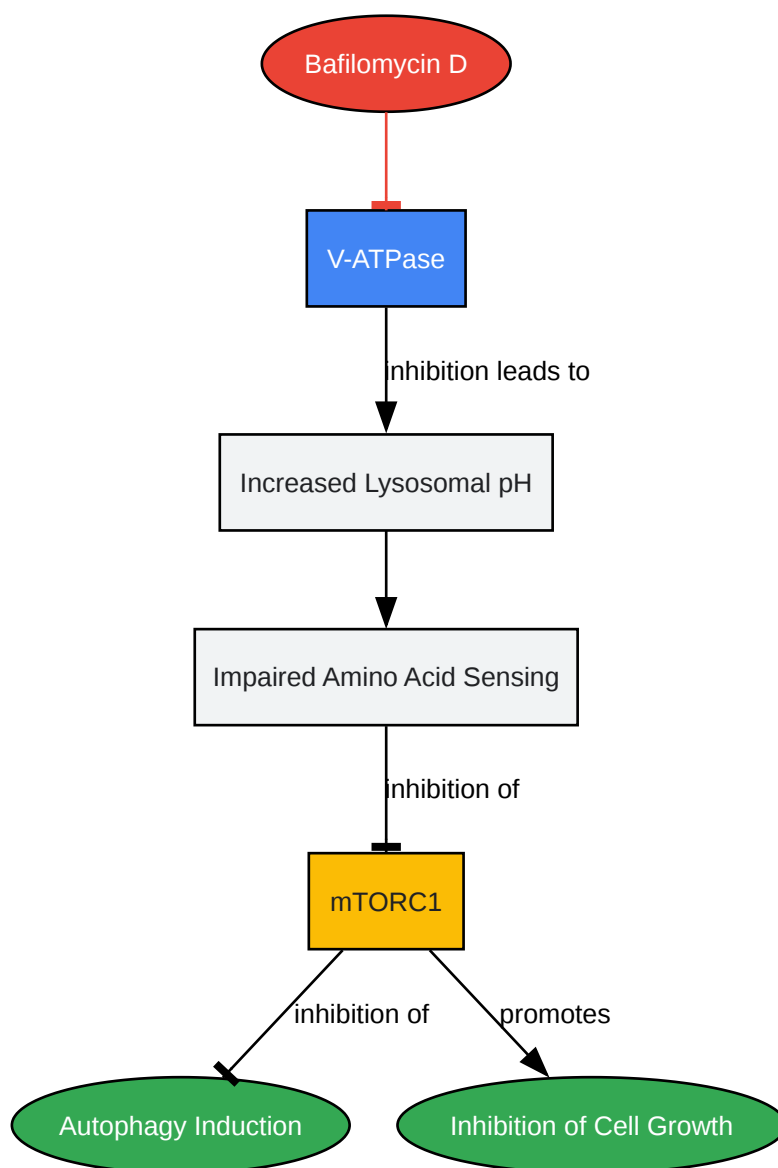 Bafilomycin D
V-ATPase
inhibition leads to
Increased Lysosomal pH
Impaired Amino Acid Sensing
inhibition of
mTORC1
inhibition of
promotes
Autophagy Induction
Inhibition of Cell Growth